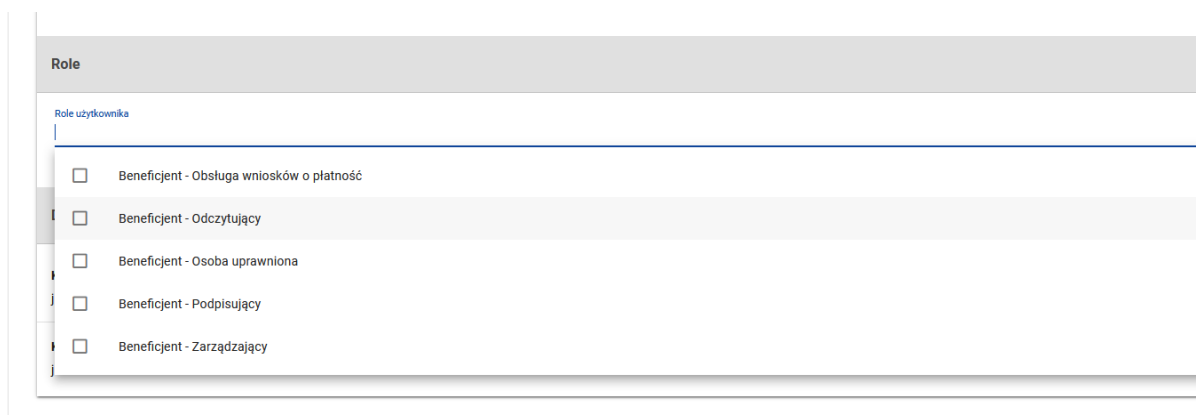 Role
Role użytkownika
Beneficjent - Obsługa wniosków o płatność
Beneficjent - Odczytujący
Beneficjent - Osoba uprawniona
Beneficjent - Podpisujący
Beneficjent - Zarządzający